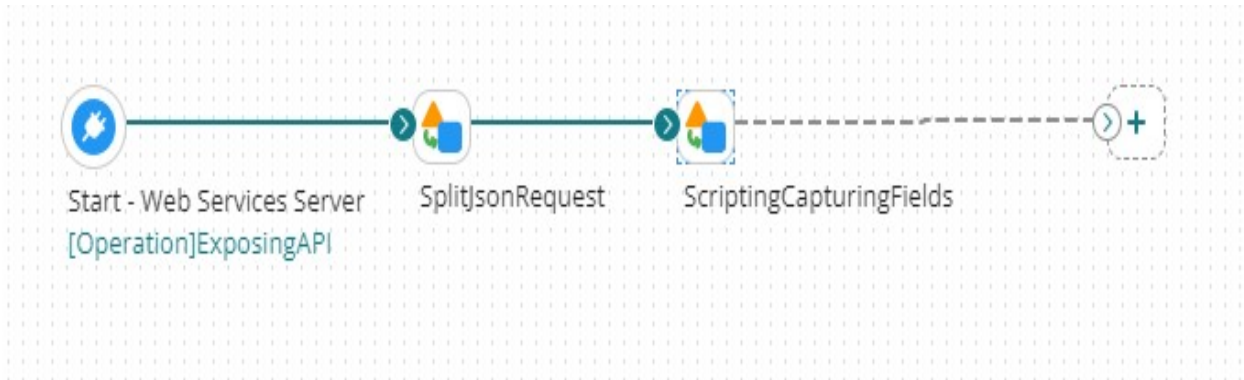 Start - Web Services Server
[Operation]ExposingAPI
SplitJsonRequest
ScriptingCapturingFields